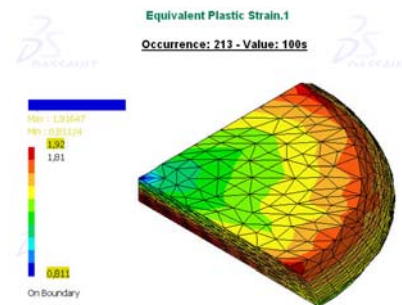 Equivalent Plastic Strain.1
Occurrence: 213 - Value: 100s
Max : 1,91647
Min : 0,81124
1,92
1,81
0,811
On Boundary